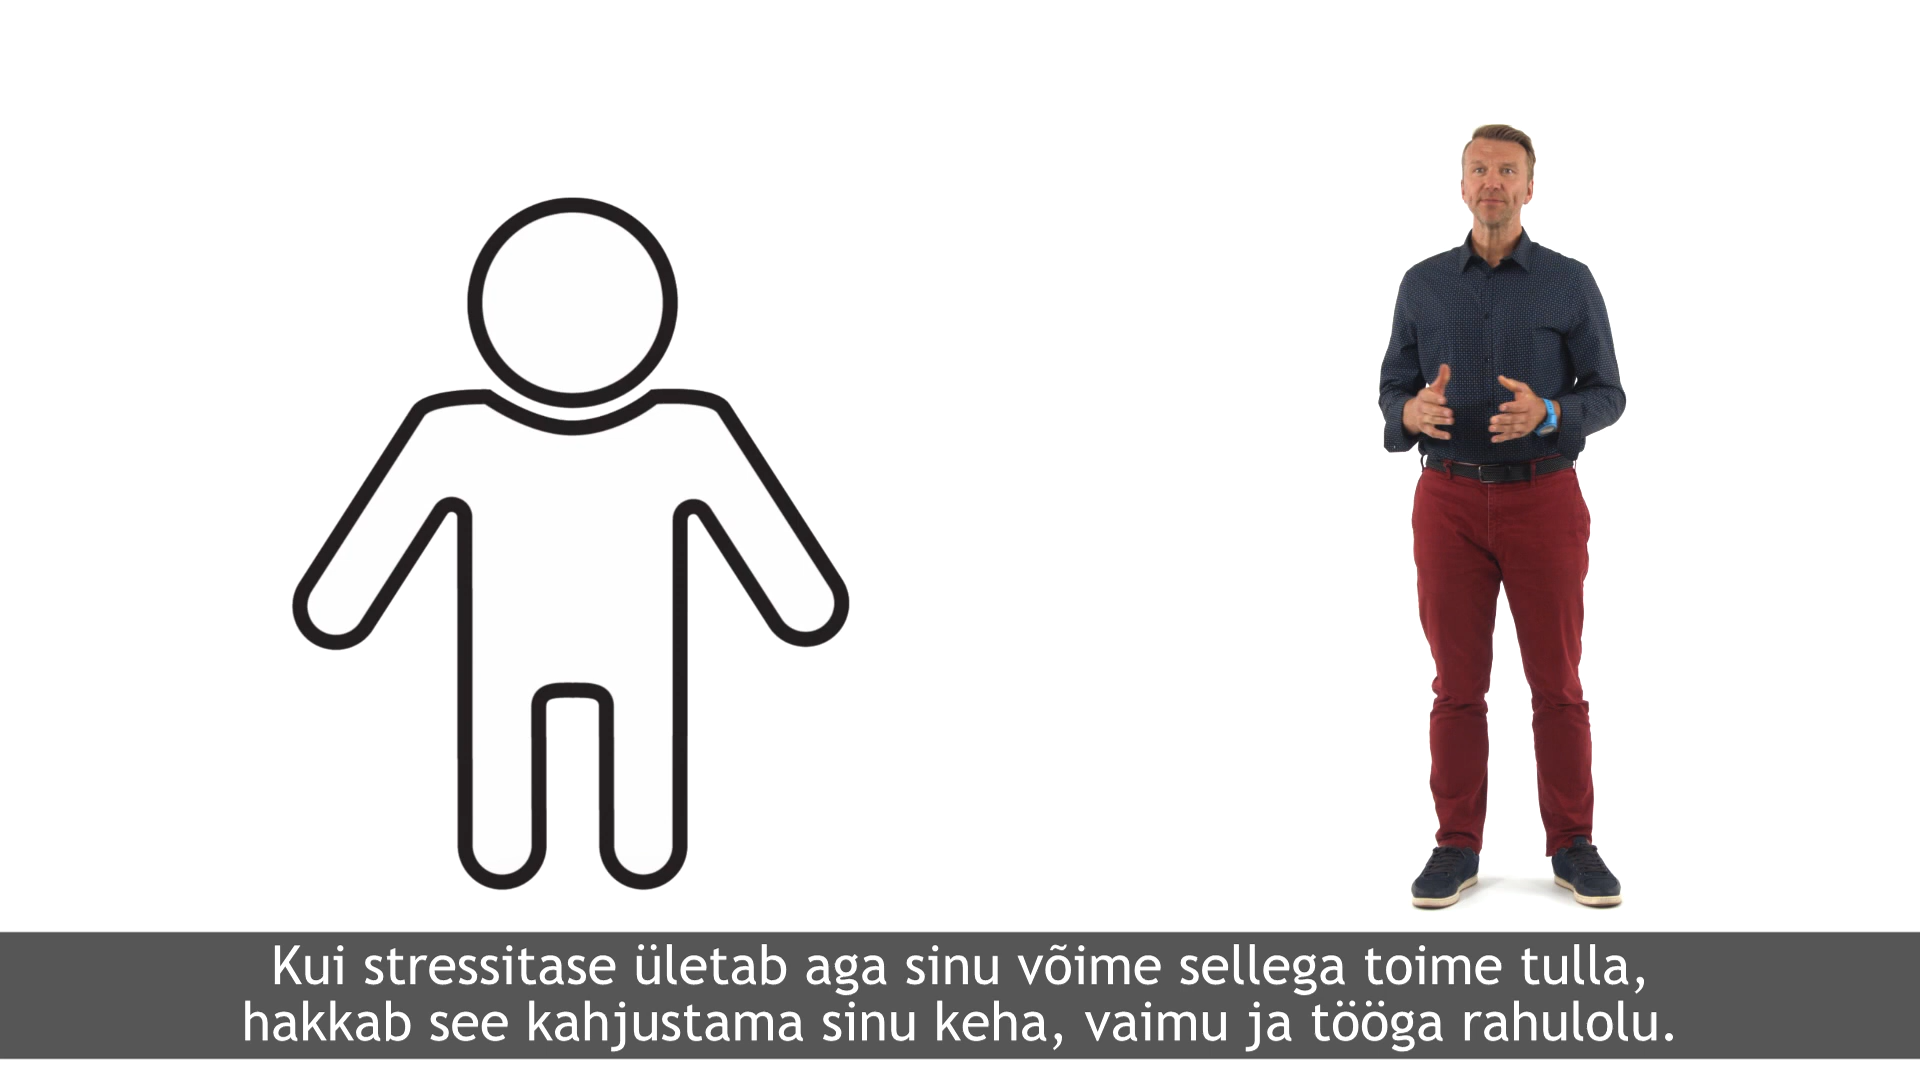 Kui stressitase ületab aga sinu võime sellega toime tulla,
hakkab see kahjustama sinu keha, vaimu ja tööga rahulolu.